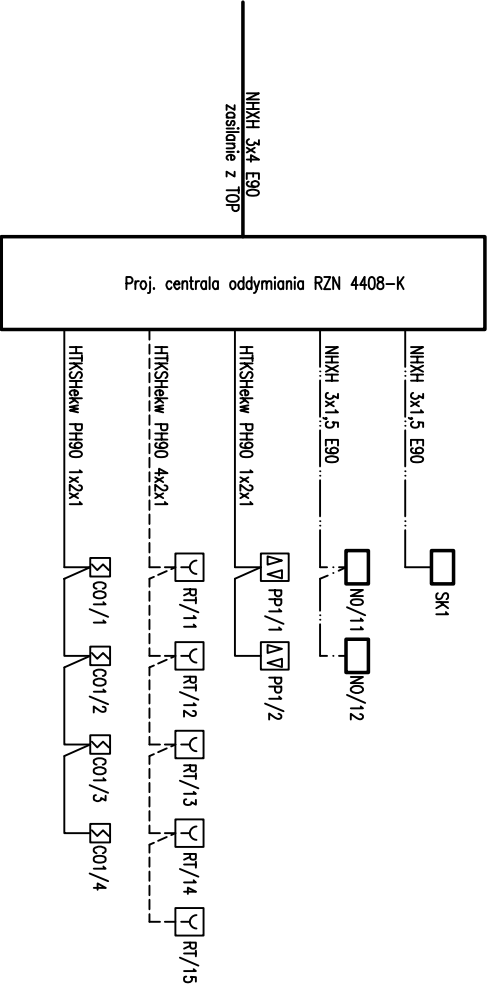 NHXH 3x4 E90
zasilanie z TOP
Proj. centrala oddymiania RZN 4408-K
HTKSHekw PH90 1x2x1
HTKSHekw PH90 4x2x1
HTKSHekw PH90 1x2x1
NHXH 3x1,5 E90
NHXH 3x1,5 E90
CO1/1
CO1/2
CO1/3
CO1/4
RT/11
RT/12
RT/13
RT/14
RT/15
PP1/1
PP1/2
NO/11
NO/12
SK1